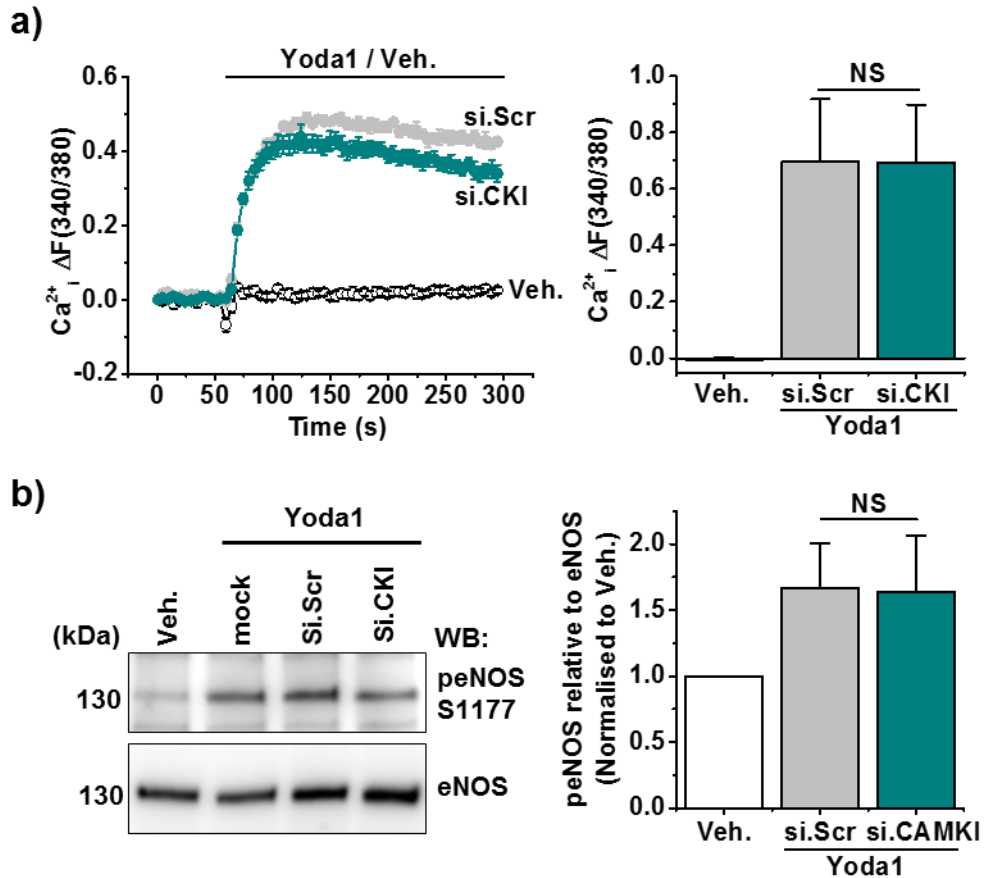 a)
Yoda1 / Veh.
0.6
0.4
0.2
0.0
-0.2
Ca²⁺ᵢ ΔF(340/380)
si.Scr
si.CKI
Veh.
0 50 100 150 200 250 300
Time (s)
NS
1.0
0.8
0.6
0.4
0.2
0.0
Ca²⁺ᵢ ΔF(340/380)
Veh. si.Scr si.CKI
Yoda1
b)
Yoda1
(kDa) Veh. mock Si.Scr Si.CKI WB:
130 peNOS
S1177
130 eNOS
NS
2.0
1.5
1.0
0.5
0.0
peNOS relative to eNOS
(Normalised to Veh.)
Veh. si.Scr si.CAMKI
Yoda1